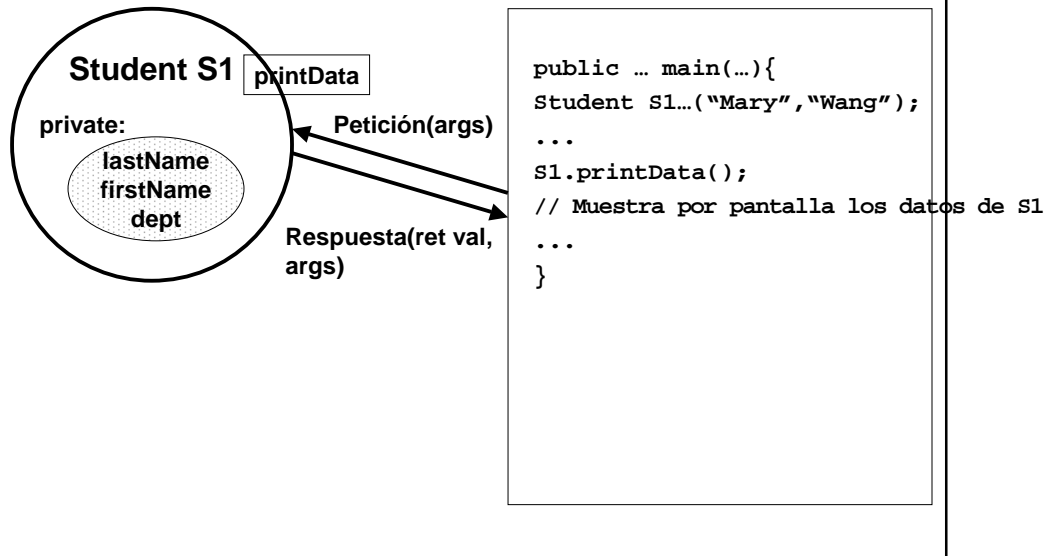 Student S1
printData
private:
lastName
firstName
dept
Petición(args)
Respuesta(ret val,
args)
public … main(…){
Student S1…(“Mary”,“Wang”);
...
S1.printData();
// Muestra por pantalla los datos de S1
...
}